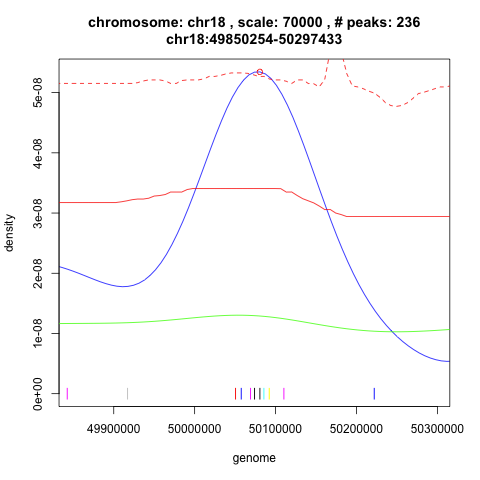 chromosome: chr18 , scale: 70000 , # peaks: 236
chr18:49850254-50297433
5e-08
4e-08
3e-08
2e-08
1e-08
0e+00
density
49900000 50000000 50100000 50200000 50300000
genome